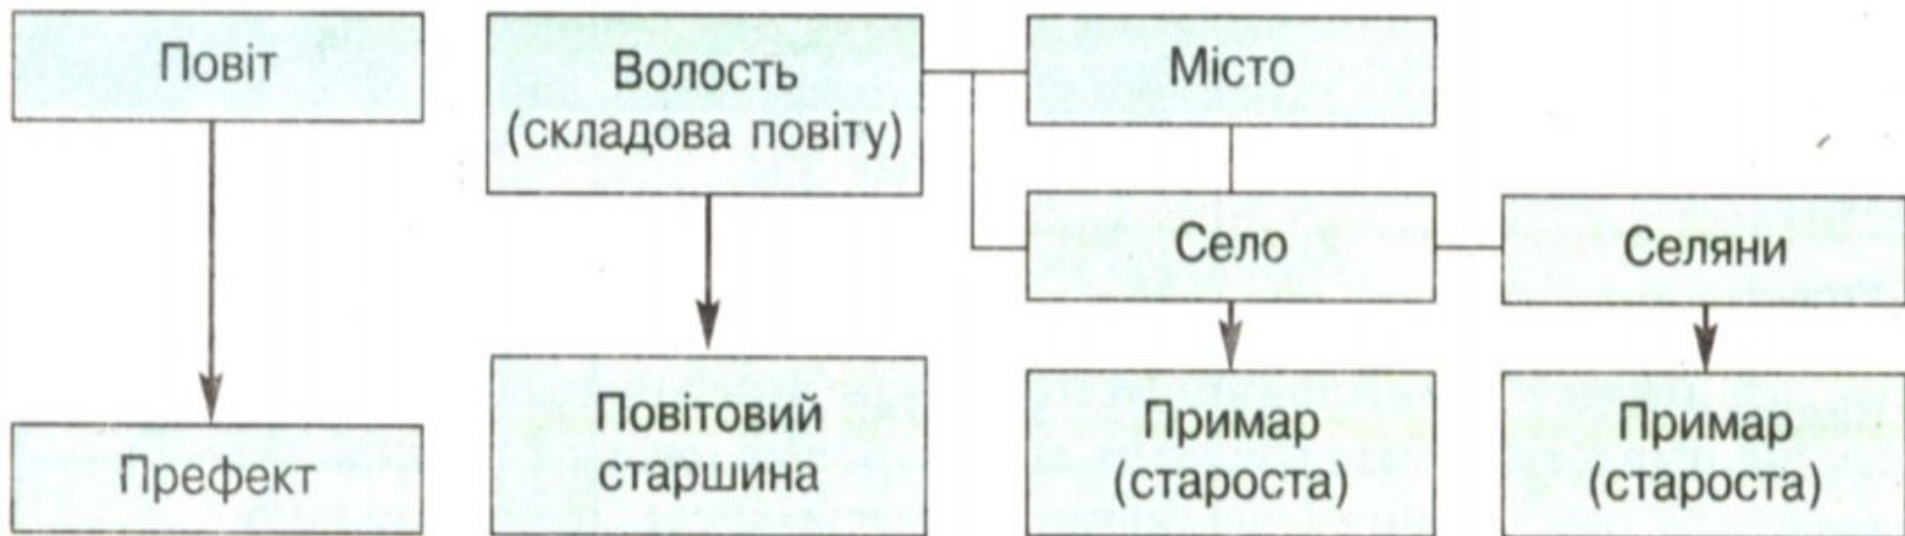 Повіт
Волость
(складова повіту)
Місто
Село
Селяни
Префект
Повітовий
старшина
Примар
(староста)
Примар
(староста)